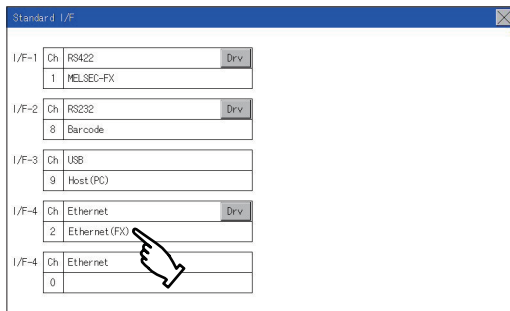 Standard I/F
I/F-1 Ch RS422 Drv
1 MELSEC-FX
I/F-2 Ch RS232 Drv
8 Barcode
I/F-3 Ch USB
9 Host(PC)
I/F-4 Ch Ethernet Drv
2 Ethernet(FX)
I/F-4 Ch Ethernet
0